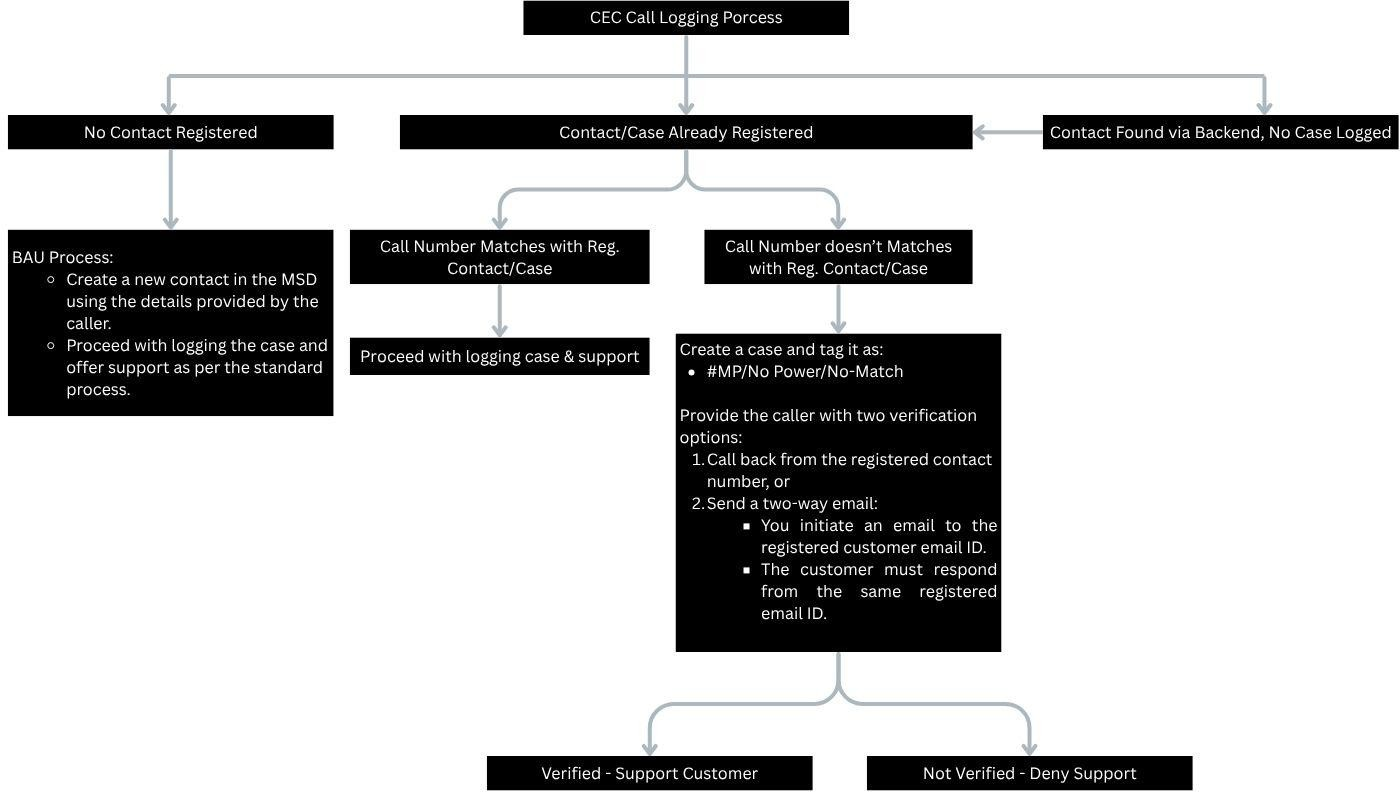 CEC Call Logging Porcess
No Contact Registered
Contact/Case Already Registered
Contact Found via Backend, No Case Logged
BAU Process:
Create a new contact in the MSD
using the details provided by the
caller.
Proceed with logging the case and
offer support as per the standard
process.
Call Number Matches with Reg.
Contact/Case
Call Number doesn’t Matches
with Reg. Contact/Case
Proceed with logging case & support
Create a case and tag it as:
#MP/No Power/No-Match
Provide the caller with two verification
options:
1. Call back from the registered contact
number, or
2. Send a two-way email:
You initiate an email to the
registered customer email ID.
The customer must respond
from the same registered
email ID.
Verified - Support Customer
Not Verified - Deny Support